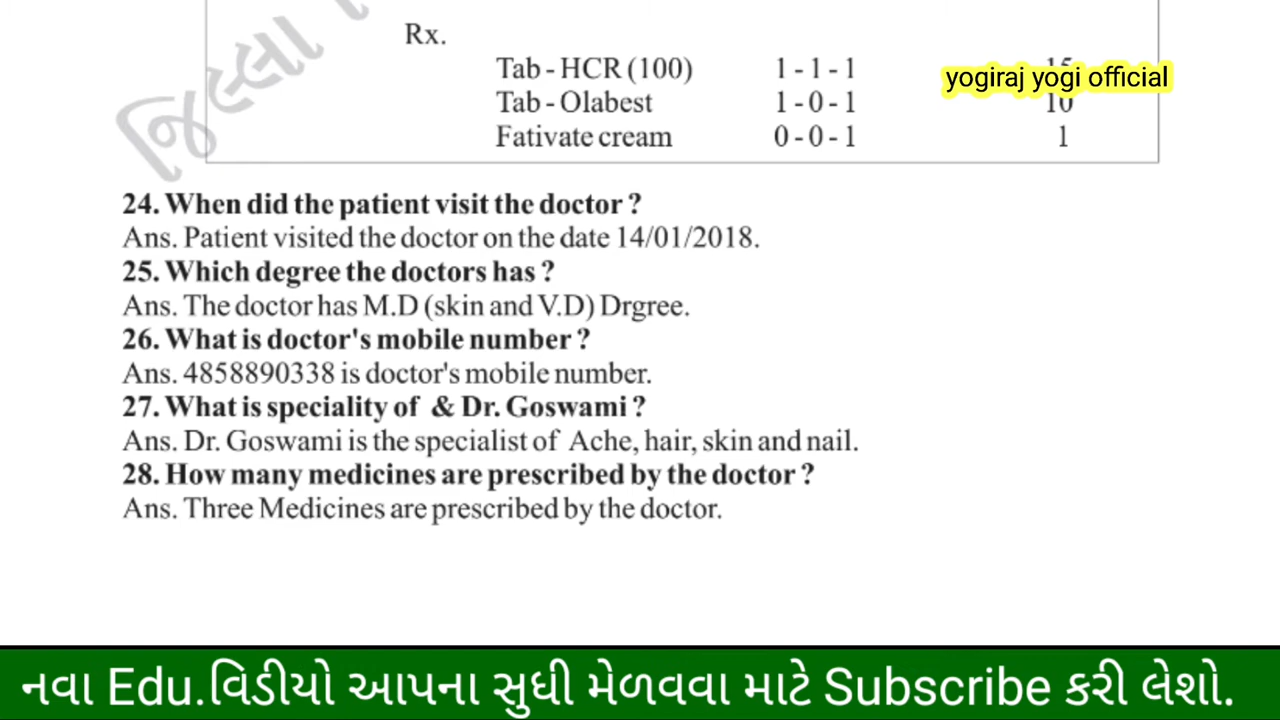 જિલ્લા
Rx.
Tab - HCR (100) 1 - 1 - 1 15
yogiraj yogi official
Tab - Olabest 1 - 0 - 1 10
Fativate cream 0 - 0 - 1 1
24. When did the patient visit the doctor ?
Ans. Patient visited the doctor on the date 14/01/2018.
25. Which degree the doctors has ?
Ans. The doctor has M.D (skin and V.D) Drgree.
26. What is doctor's mobile number ?
Ans. 4858890338 is doctor's mobile number.
27. What is speciality of & Dr. Goswami ?
Ans. Dr. Goswami is the specialist of Ache, hair, skin and nail.
28. How many medicines are prescribed by the doctor ?
Ans. Three Medicines are prescribed by the doctor.
નવા Edu.વિડીયો આપના સુધી મેળવવા માટે Subscribe કરી લેશો.